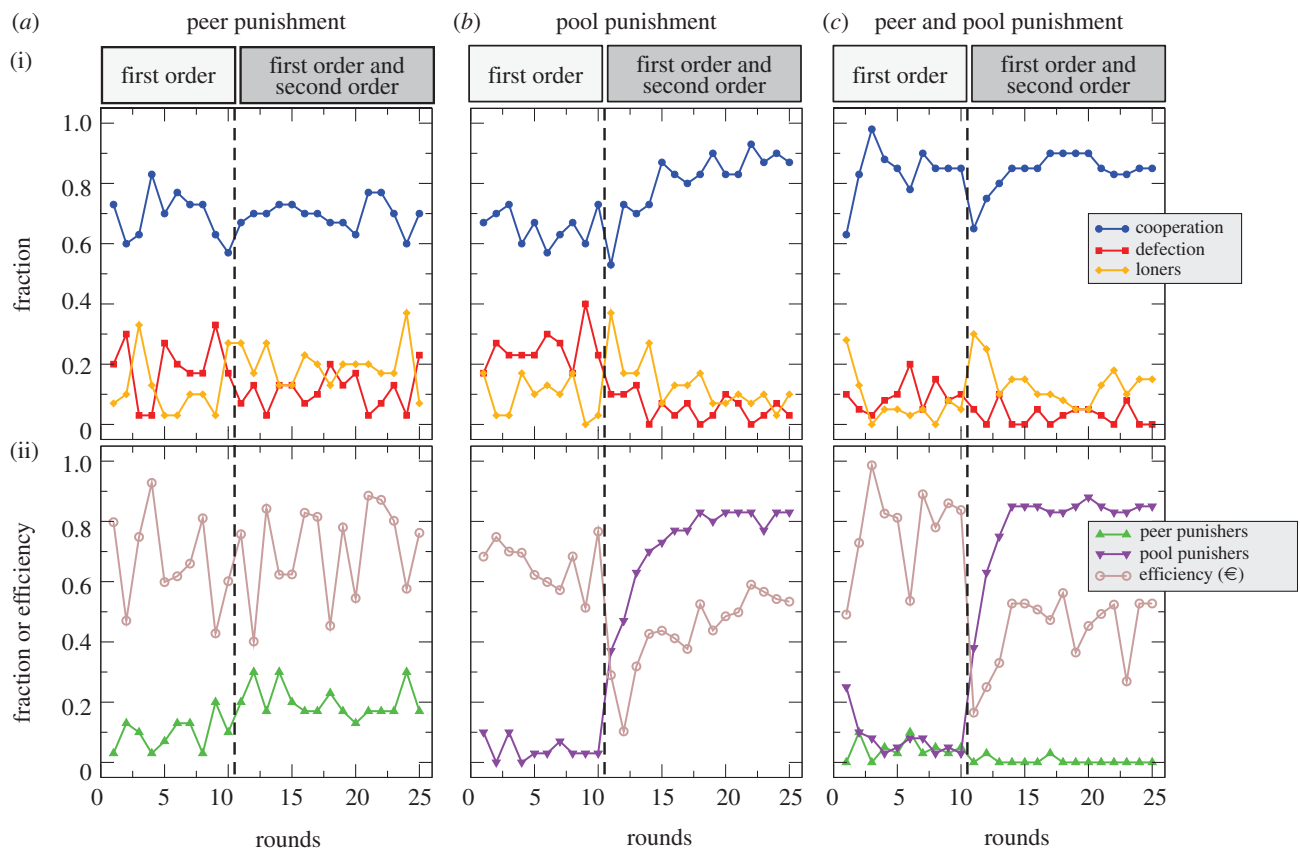 (a) peer punishment
(b) pool punishment
(c) peer and pool punishment
(i)
first order
first order and
second order
first order
first order and
second order
first order
first order and
second order
1.0
0.8
0.6
0.4
0.2
0
fraction
cooperation
defection
loners
(ii)
1.0
0.8
0.6
0.4
0.2
0
fraction or efficiency
peer punishers
pool punishers
efficiency (€)
0 5 10 15 20 25
0 5 10 15 20 25
0 5 10 15 20 25
rounds
rounds
rounds